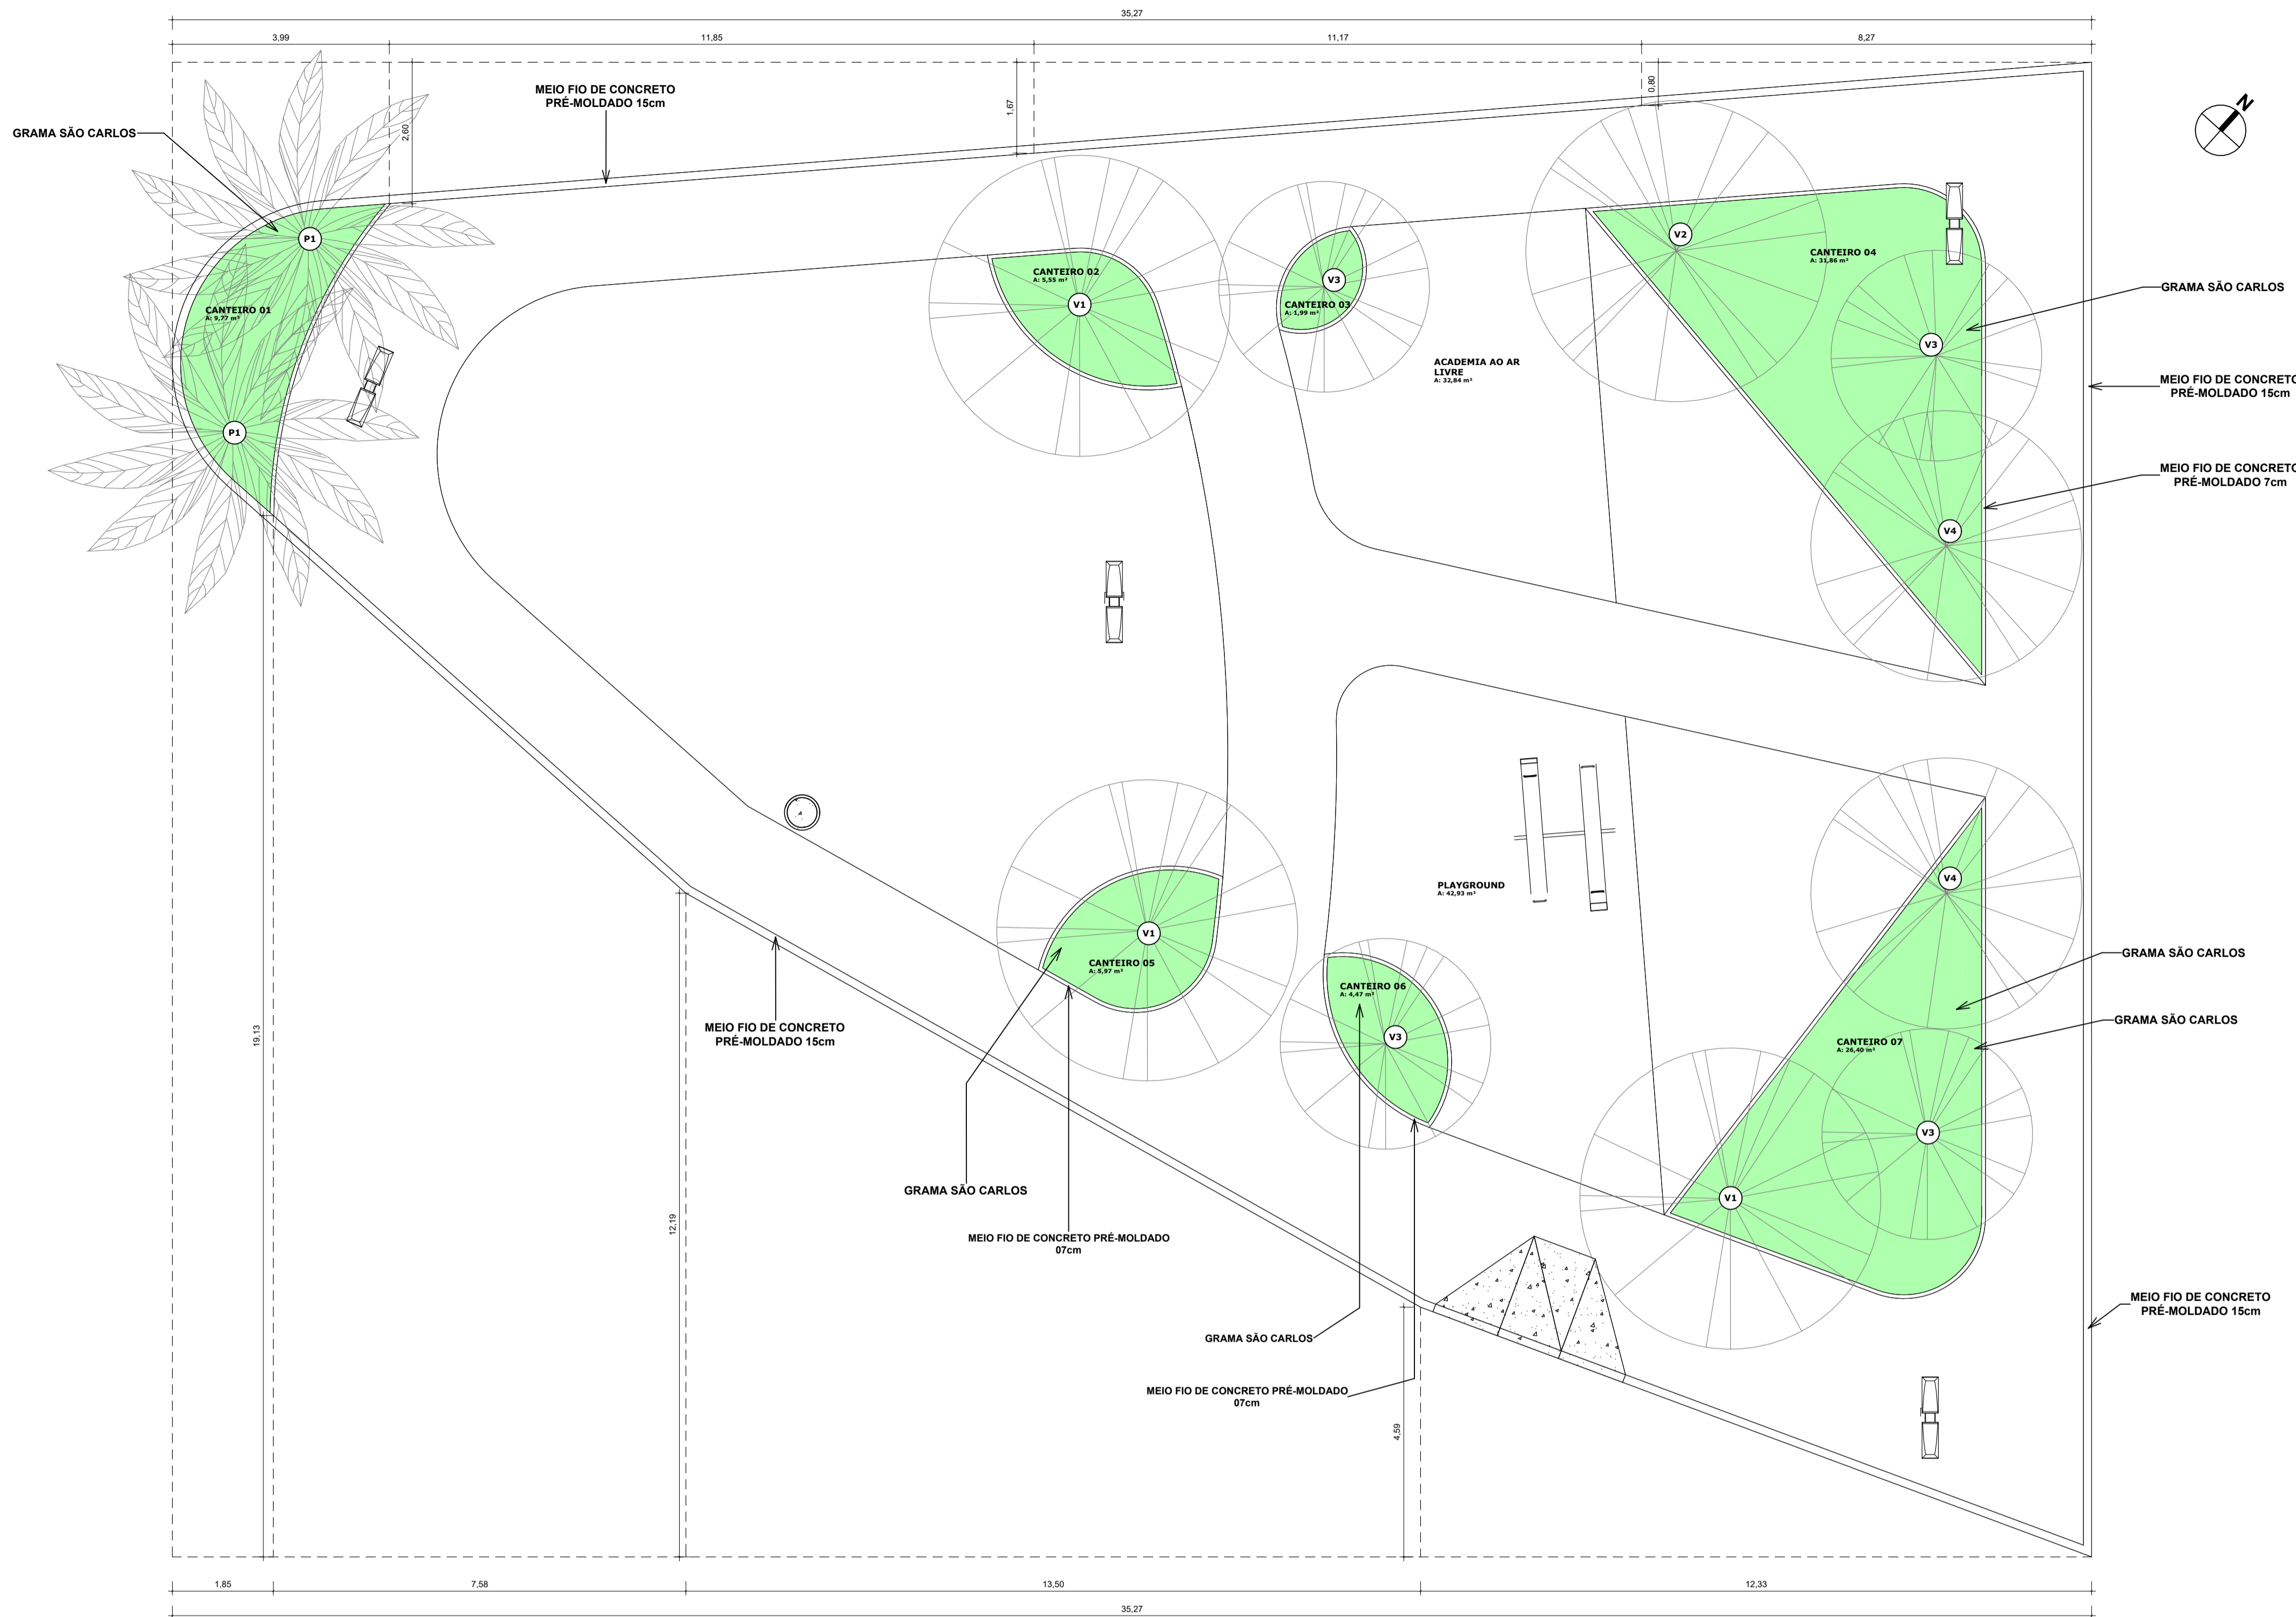 35,27
3,99
11,85
11,17
8,27
N
0,80
1,67
2,60
MEIO FIO DE CONCRETO
PRÉ-MOLDADO 15cm
GRAMA SÃO CARLOS
P1
CANTEIRO 01
A: 9,77 m²
P1
CANTEIRO 02
A: 5,55 m²
V1
V3
CANTEIRO 03
A: 1,99 m²
V2
CANTEIRO 04
A: 31,86 m²
GRAMA SÃO CARLOS
V3
ACADEMIA AO AR
LIVRE
A: 32,84 m²
MEIO FIO DE CONCRETO
PRÉ-MOLDADO 15cm
MEIO FIO DE CONCRETO
PRÉ-MOLDADO 7cm
V4
V4
PLAYGROUND
A: 42,93 m²
V1
CANTEIRO 05
A: 5,97 m²
GRAMA SÃO CARLOS
CANTEIRO 06
A: 4,47 m²
V3
GRAMA SÃO CARLOS
CANTEIRO 07
A: 26,40 m²
V3
MEIO FIO DE CONCRETO
PRÉ-MOLDADO 15cm
19,13
V1
GRAMA SÃO CARLOS
12,19
MEIO FIO DE CONCRETO PRÉ-MOLDADO
07cm
MEIO FIO DE CONCRETO
PRÉ-MOLDADO 15cm
GRAMA SÃO CARLOS
MEIO FIO DE CONCRETO PRÉ-MOLDADO
07cm
4,59
1,85
7,58
13,50
12,33
35,27